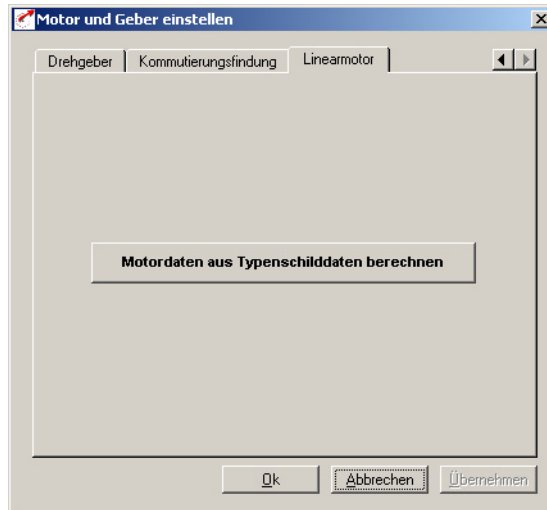 Motor und Geber einstellen
Drehgeber Kommutierungsfindung Linearmotor
Motordaten aus Typenschilddaten berechnen
Ok Abbrechen Übernehmen